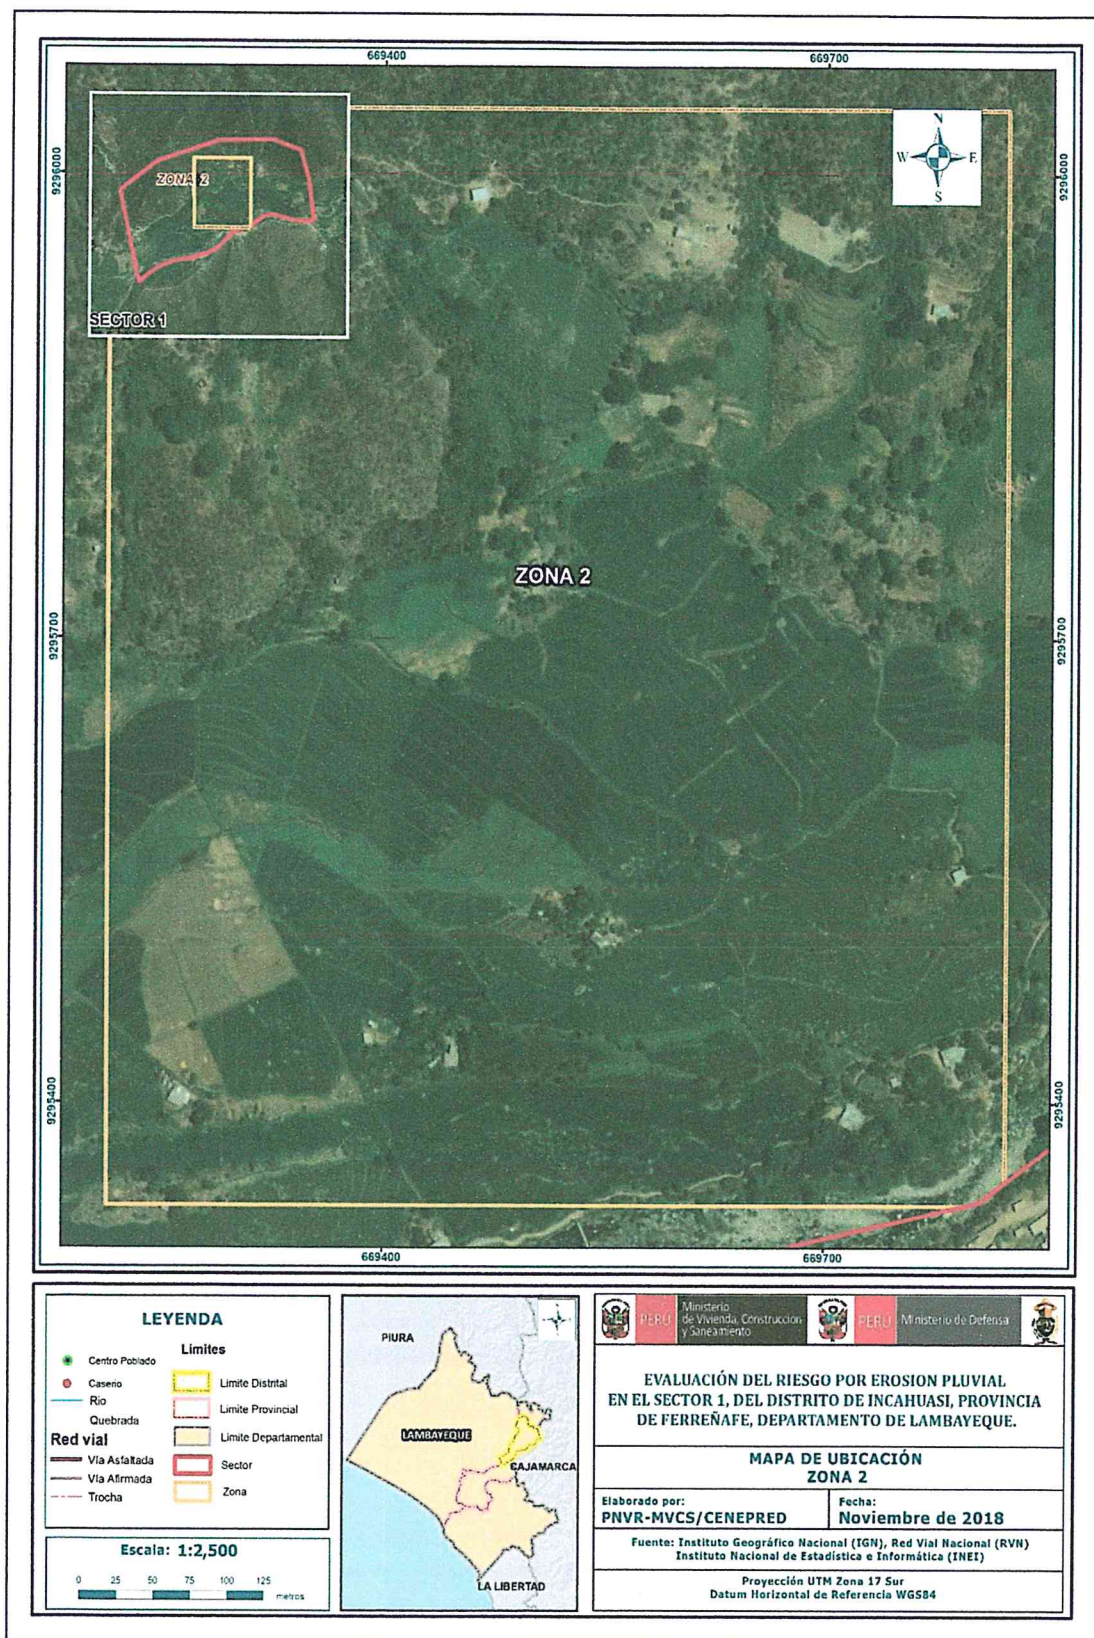 669400
669700
9296000
9296000
N
W
E
S
ZONA 2
SECTOR 1
ZONA 2
9295700
9295700
9295400
9295400
669400
669700
LEYENDA
Centro Poblado
Caserio
Rio
Quebrada
Red vial
Via Asfaltada
Via Afirmada
Trocha
Limites
Limite Distrital
Limite Provincial
Limite Departamental
Sector
Zona
Escala: 1:2,500
0 25 50 75 100 125
metros
PIURA
LAMBAYEQUE
CAJAMARCA
LA LIBERTAD
PERÚ
Ministerio
de Vivienda, Construcción
y Saneamiento
PERÚ
Ministerio de Defensa
EVALUACIÓN DEL RIESGO POR EROSION PLUVIAL
EN EL SECTOR 1, DEL DISTRITO DE INCAHUASI, PROVINCIA
DE FERREÑAFE, DEPARTAMENTO DE LAMBAYEQUE.
MAPA DE UBICACIÓN
ZONA 2
Elaborado por:
PNVR-MVCS/CENEPRED
Fecha:
Noviembre de 2018
Fuente: Instituto Geográfico Nacional (IGN), Red Vial Nacional (RVN)
Instituto Nacional de Estadística e Informática (INEI)
Proyección UTM Zona 17 Sur
Datum Horizontal de Referencia WGS84